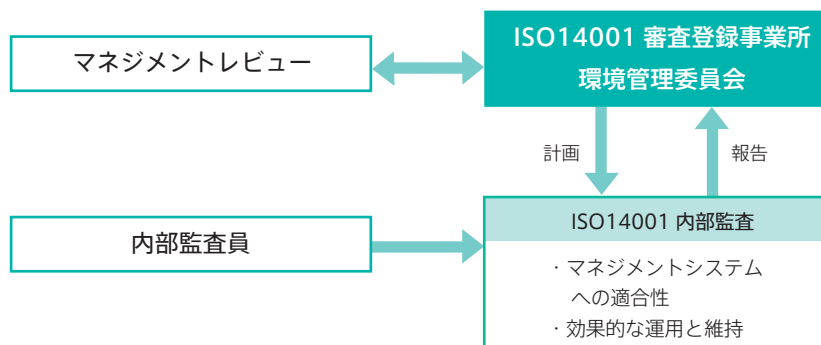 マネジメントレビュー
ISO14001 審査登録事業所
環境管理委員会
計画
報告
内部監査員
ISO14001 内部監査
・マネジメントシステム
への適合性
・効果的な運用と維持